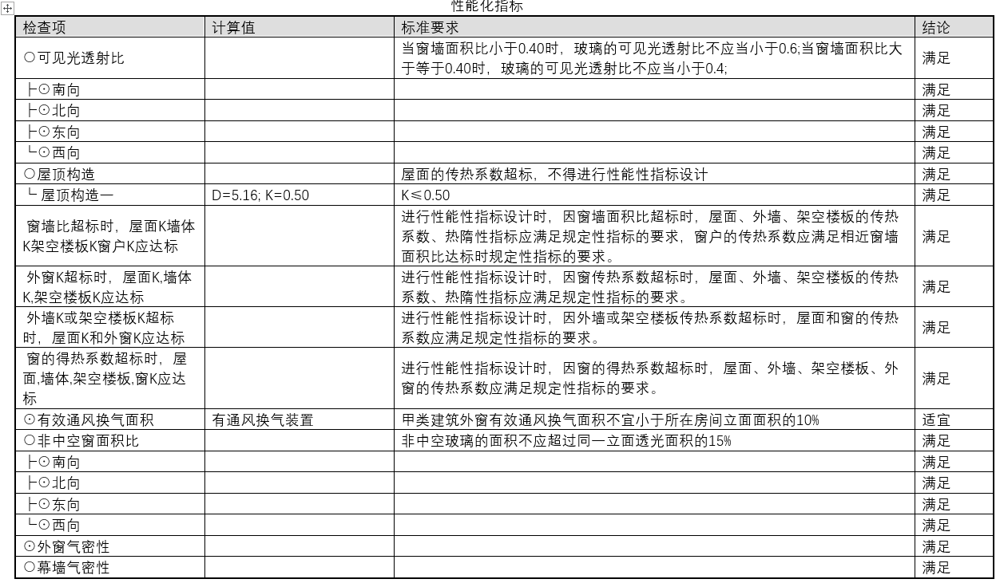 性能化指标
检查项 计算值 标准要求 结论
○可见光透射比 当窗墙面积比小于0.40时，玻璃的可见光透射比不应当小于0.6;当窗墙面积比大 满足
于等于0.40时，玻璃的可见光透射比不应当小于0.4;
├⊙南向 满足
├⊙北向 满足
├⊙东向 满足
└⊙西向 满足
○屋顶构造 屋面的传热系数超标，不得进行性能性指标设计 满足
└ 屋顶构造一 D=5.16; K=0.50 K≤0.50 满足
窗墙比超标时，屋面K墙体
K架空楼板K窗户K应达标
进行性能性指标设计时，因窗墙面积比超标时，屋面、外墙、架空楼板的传热
系数、热隋性指标应满足规定性指标的要求，窗户的传热系数应满足相近窗墙
面积比达标时规定性指标的要求。
满足
外窗K超标时，屋面K,墙体
K,架空楼板K应达标
进行性能性指标设计时，因窗传热系数超标时，屋面、外墙、架空楼板的传热
系数、热隋性指标应满足规定性指标的要求。
满足
外墙K或架空楼板K超标
时，屋面K和外窗K应达标
进行性能性指标设计时，因外墙或架空楼板传热系数超标时，屋面和窗的传热
系数应满足规定性指标的要求。
满足
窗的得热系数超标时，屋
面,墙体,架空楼板,窗K应达
标
进行性能性指标设计时，因窗的得热系数超标时，屋面、外墙、架空楼板、外
窗的传热系数应满足规定性指标的要求。
满足
⊙有效通风换气面积 有通风换气装置 甲类建筑外窗有效通风换气面积不宜小于所在房间立面面积的10% 适宜
○非中空窗面积比 非中空玻璃的面积不应超过同一立面透光面积的15% 满足
├⊙南向 满足
├⊙北向 满足
├⊙东向 满足
└⊙西向 满足
⊙外窗气密性 满足
○幕墙气密性 满足